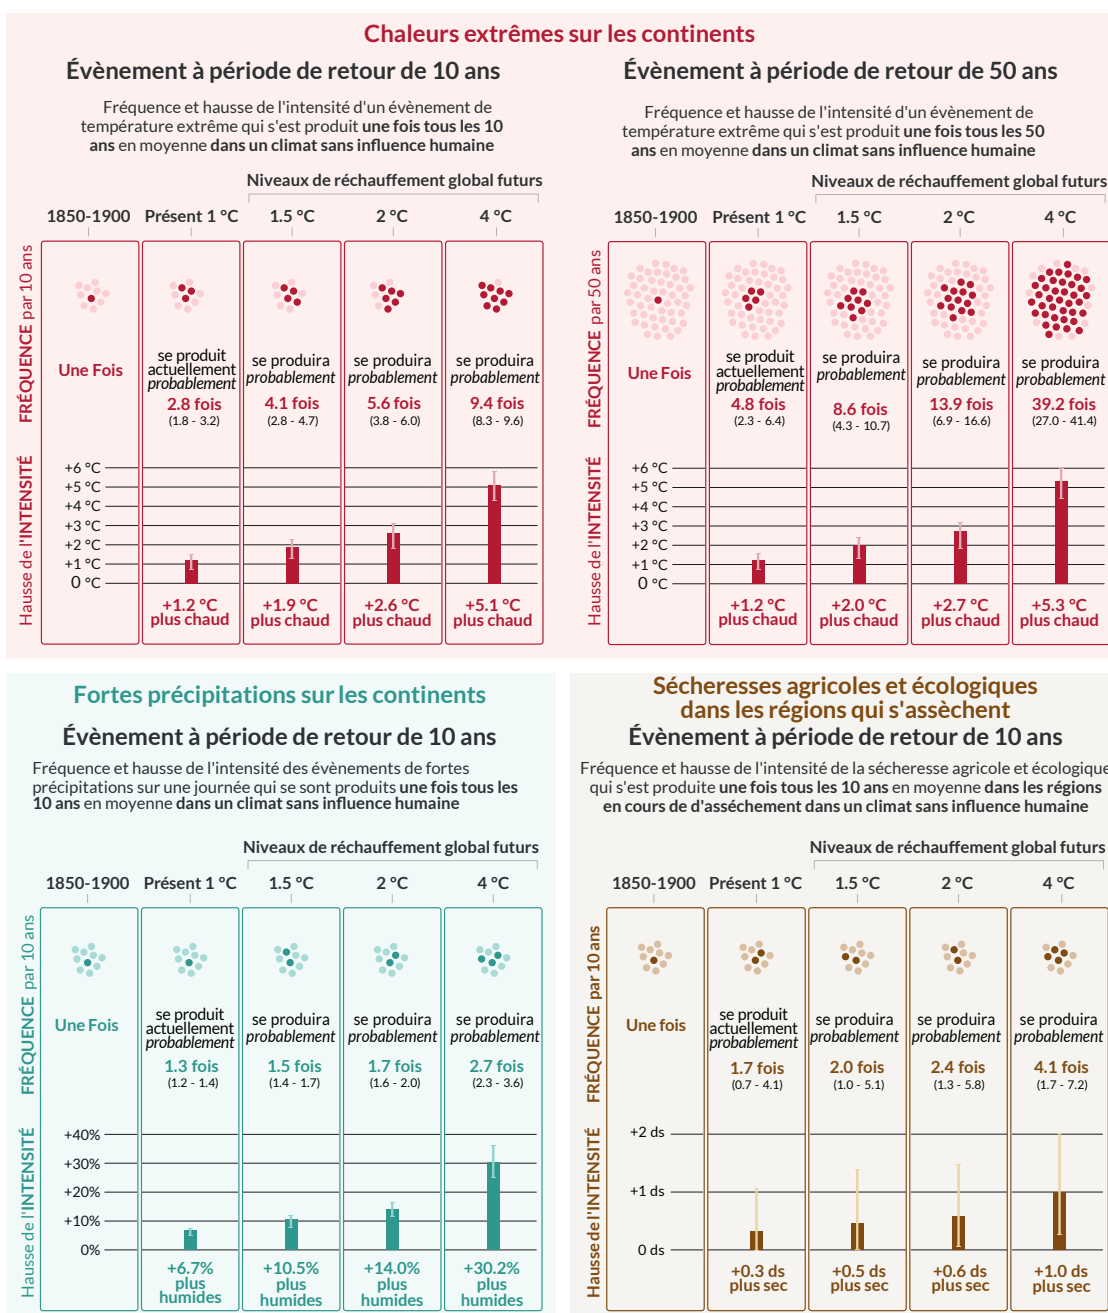 Chaleurs extrêmes sur les continents
Évènement à période de retour de 10 ans
Fréquence et hausse de l'intensité d'un évènement de
température extrême qui s'est produit une fois tous les 10
ans en moyenne dans un climat sans influence humaine
Niveaux de réchauffement global futurs
1850-1900 Présent 1 °C 1.5 °C 2 °C 4 °C
FRÉQUENCE par 10 ans
Une Fois
se produit
actuellement
probablement
2.8 fois
(1.8 - 3.2)
se produira
probablement
4.1 fois
(2.8 - 4.7)
se produira
probablement
5.6 fois
(3.8 - 6.0)
se produira
probablement
9.4 fois
(8.3 - 9.6)
Hausse de l'INTENSITÉ
+6 °C
+5 °C
+4 °C
+3 °C
+2 °C
+1 °C
0 °C
+1.2 °C
plus chaud
+1.9 °C
plus chaud
+2.6 °C
plus chaud
+5.1 °C
plus chaud
Évènement à période de retour de 50 ans
Fréquence et hausse de l'intensité d'un évènement de
température extrême qui s'est produit une fois tous les 50
ans en moyenne dans un climat sans influence humaine
Niveaux de réchauffement global futurs
1850-1900 Présent 1 °C 1.5 °C 2 °C 4 °C
FRÉQUENCE par 50 ans
Une Fois
se produit
actuellement
probablement
4.8 fois
(2.3 - 6.4)
se produira
probablement
8.6 fois
(4.3 - 10.7)
se produira
probablement
13.9 fois
(6.9 - 16.6)
se produira
probablement
39.2 fois
(27.0 - 41.4)
Hausse de l'INTENSITÉ
+6 °C
+5 °C
+4 °C
+3 °C
+2 °C
+1 °C
0 °C
+1.2 °C
plus chaud
+2.0 °C
plus chaud
+2.7 °C
plus chaud
+5.3 °C
plus chaud
Fortes précipitations sur les continents
Évènement à période de retour de 10 ans
Fréquence et hausse de l'intensité des évènements de fortes
précipitations sur une journée qui se sont produits une fois tous les
10 ans en moyenne dans un climat sans influence humaine
Niveaux de réchauffement global futurs
1850-1900 Présent 1 °C 1.5 °C 2 °C 4 °C
FRÉQUENCE par 10 ans
Une Fois
se produit
actuellement
probablement
1.3 fois
(1.2 - 1.4)
se produira
probablement
1.5 fois
(1.4 - 1.7)
se produira
probablement
1.7 fois
(1.6 - 2.0)
se produira
probablement
2.7 fois
(2.3 - 3.6)
Hausse de l'INTENSITÉ
+40%
+30%
+20%
+10%
0%
+6.7%
plus
humides
+10.5%
plus
humides
+14.0%
plus
humides
+30.2%
plus
humides
Sécheresses agricoles et écologiques
dans les régions qui s'assèchent
Évènement à période de retour de 10 ans
Fréquence et hausse de l'intensité de la sécheresse agricole et écologique
qui s'est produite une fois tous les 10 ans en moyenne dans les régions
en cours de d'asséchement dans un climat sans influence humaine
Niveaux de réchauffement global futurs
1850-1900 Présent 1 °C 1.5 °C 2 °C 4 °C
FRÉQUENCE par 10 ans
Une fois
se produit
actuellement
probablement
1.7 fois
(0.7 - 4.1)
se produira
probablement
2.0 fois
(1.0 - 5.1)
se produira
probablement
2.4 fois
(1.3 - 5.8)
se produira
probablement
4.1 fois
(1.7 - 7.2)
Hausse de l'INTENSITÉ
+2 ds
+1 ds
0 ds
+0.3 ds
plus sec
+0.5 ds
plus sec
+0.6 ds
plus sec
+1.0 ds
plus sec